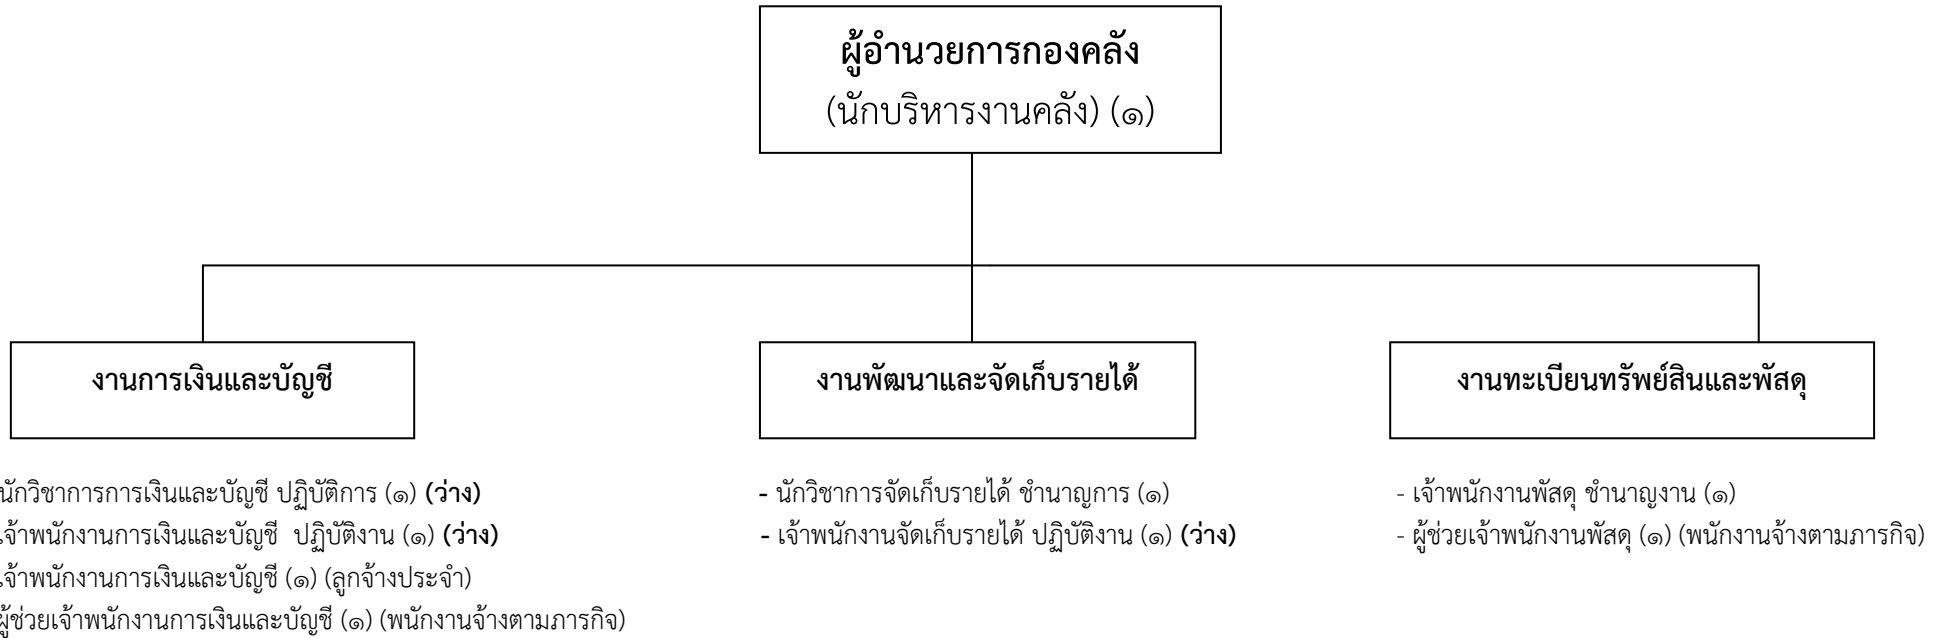 ผู้อำนวยการกองคลัง
(นักบริหารงานคลัง) (๑)
งานการเงินและบัญชี
งานพัฒนาและจัดเก็บรายได้
งานทะเบียนทรัพย์สินและพัสดุ
นักวิชาการการเงินและบัญชี ปฏิบัติการ (๑) (ว่าง)
เจ้าพนักงานการเงินและบัญชี ปฏิบัติงาน (๑) (ว่าง)
เจ้าพนักงานการเงินและบัญชี (๑) (ลูกจ้างประจำ)
ผู้ช่วยเจ้าพนักงานการเงินและบัญชี (๑) (พนักงานจ้างตามภารกิจ)
- นักวิชาการจัดเก็บรายได้ ชำนาญการ (๑)
- เจ้าพนักงานจัดเก็บรายได้ ปฏิบัติงาน (๑) (ว่าง)
- เจ้าพนักงานพัสดุ ชำนาญงาน (๑)
- ผู้ช่วยเจ้าพนักงานพัสดุ (๑) (พนักงานจ้างตามภารกิจ)